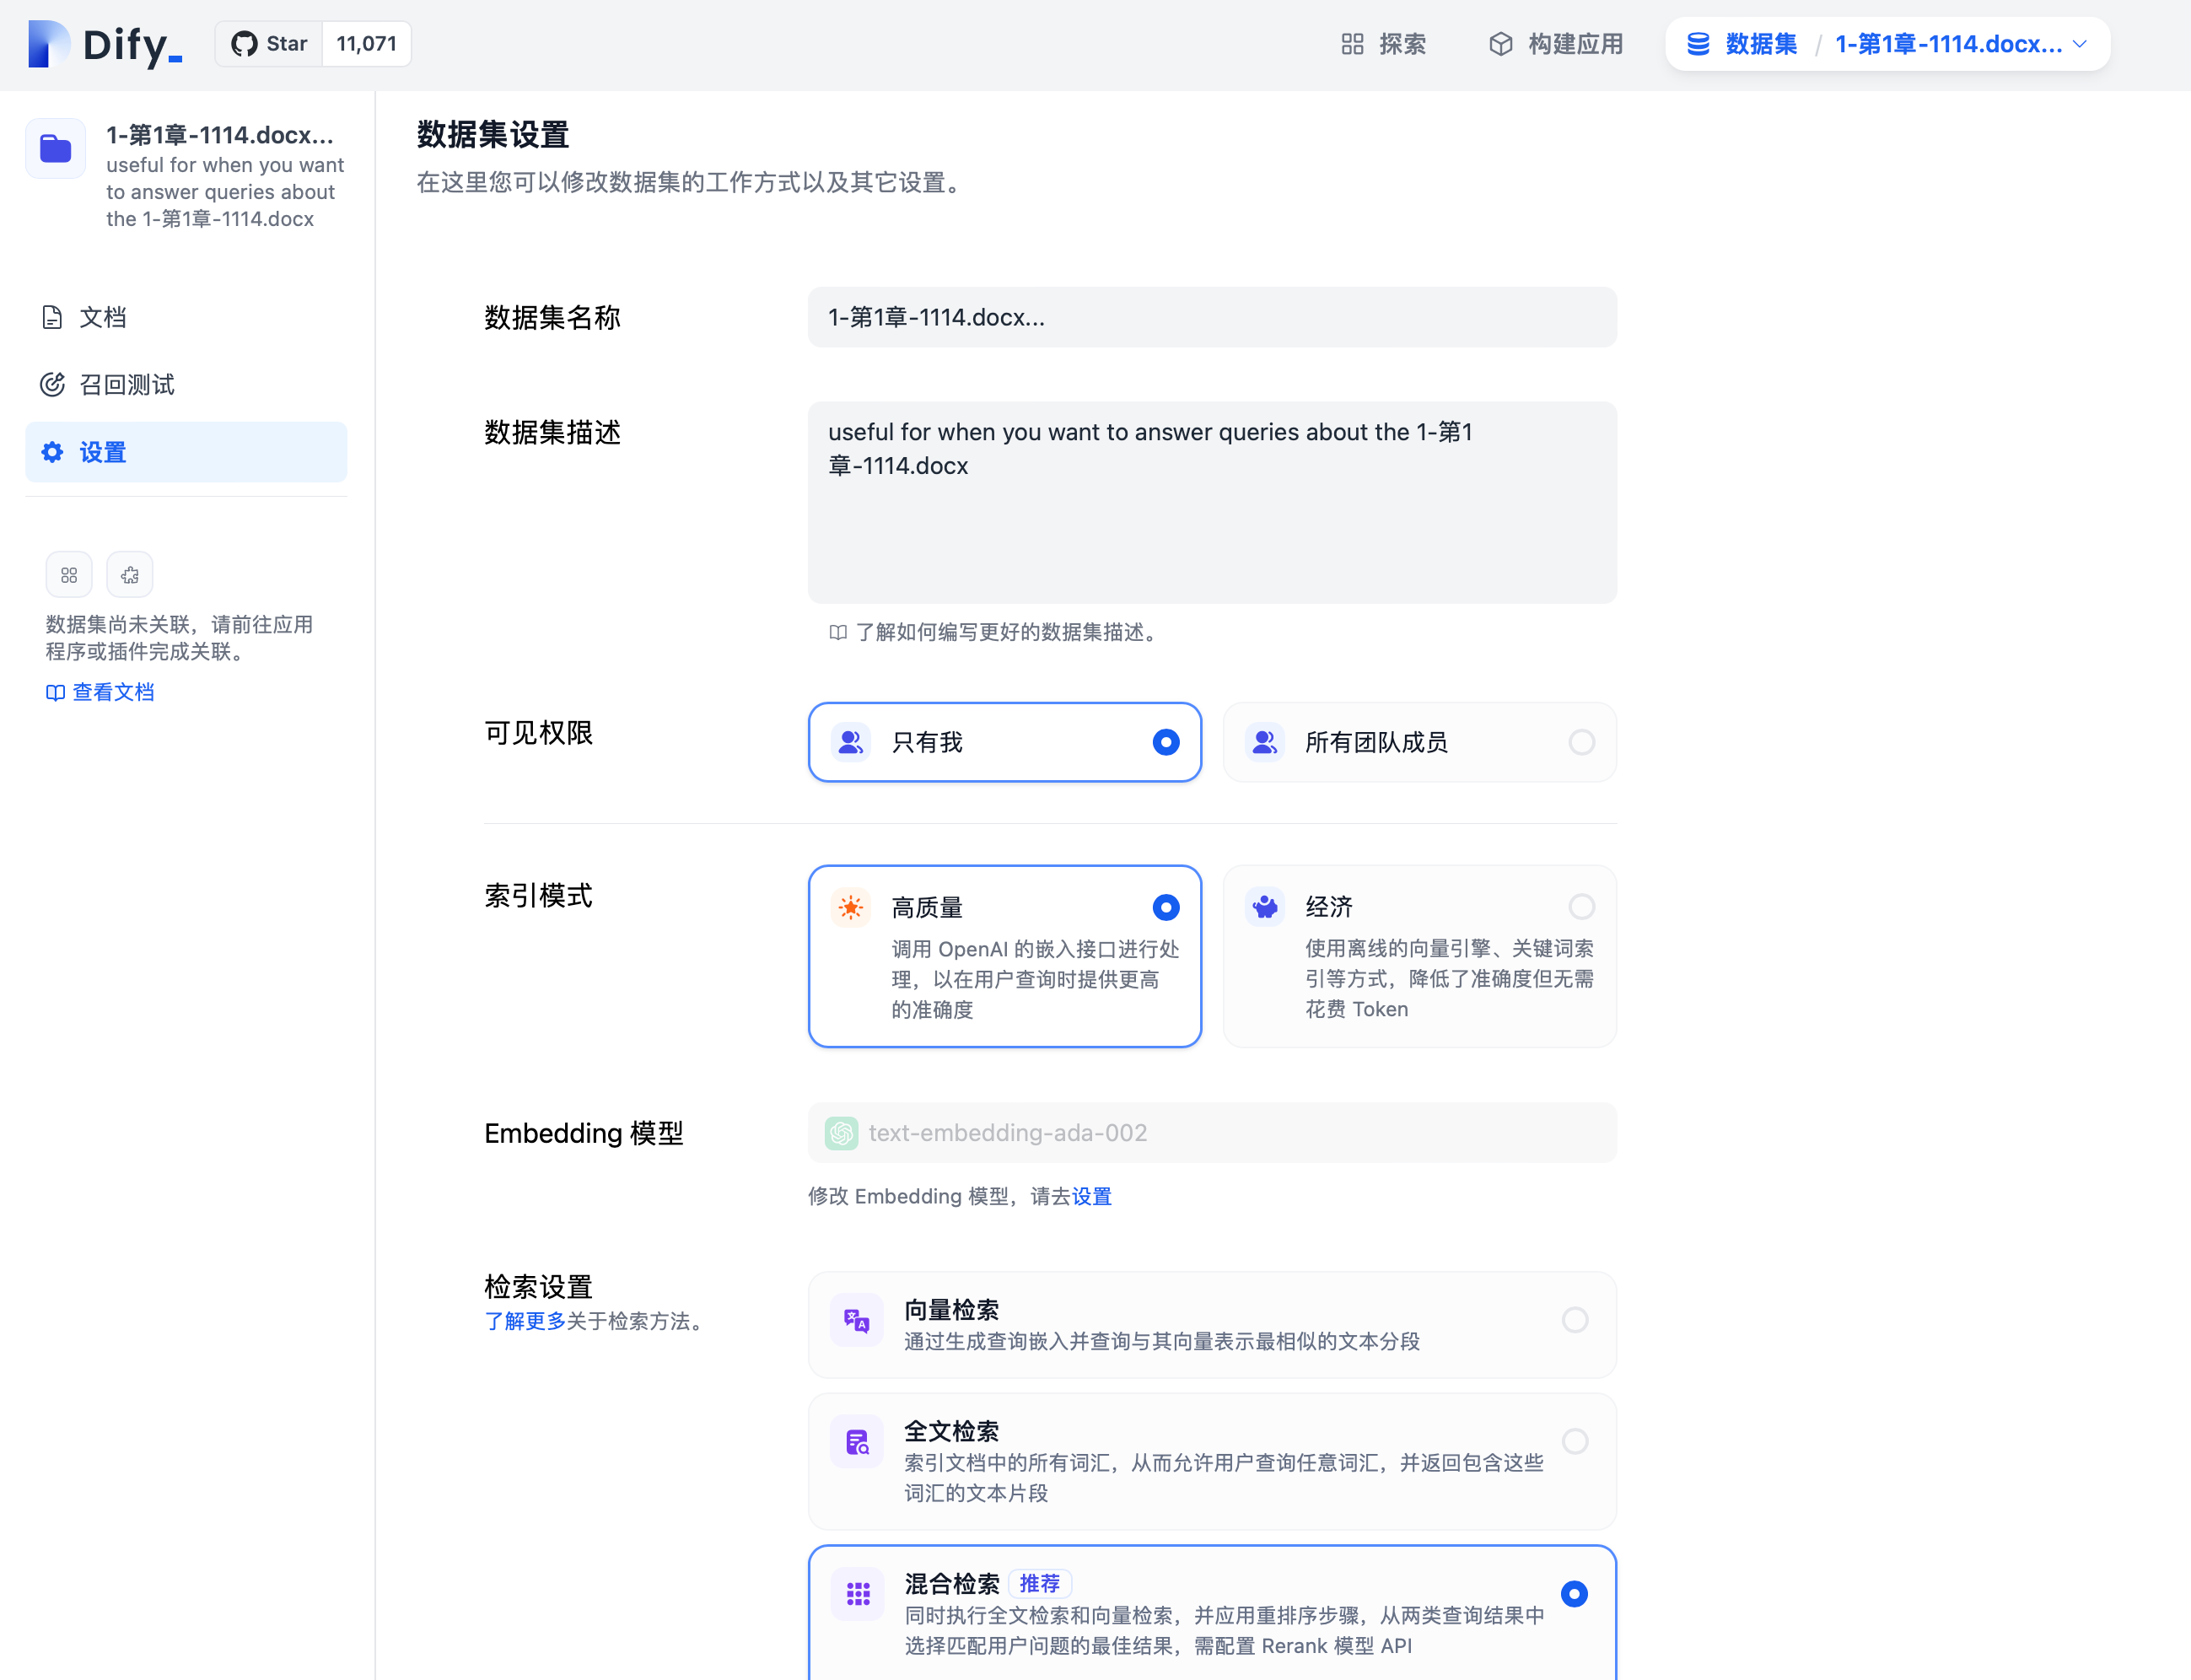 Dify_
Star 11,071
探索
构建应用
数据集 / 1-第1章-1114.docx...
1-第1章-1114.docx...
useful for when you want
to answer queries about
the 1-第1章-1114.docx
文档
召回测试
设置
数据集尚未关联，请前往应用
程序或插件完成关联。
查看文档
数据集设置
在这里您可以修改数据集的工作方式以及其它设置。
数据集名称
1-第1章-1114.docx...
数据集描述
useful for when you want to answer queries about the 1-第1
章-1114.docx
了解如何编写更好的数据集描述。
可见权限
只有我
所有团队成员
索引模式
高质量
调用 OpenAI 的嵌入接口进行处
理，以在用户查询时提供更高
的准确度
经济
使用离线的向量引擎、关键词索
引等方式，降低了准确度但无需
花费 Token
Embedding 模型
text-embedding-ada-002
修改 Embedding 模型，请去设置
检索设置
了解更多关于检索方法。
向量检索
通过生成查询嵌入并查询与其向量表示最相似的文本分段
全文检索
索引文档中的所有词汇，从而允许用户查询任意词汇，并返回包含这些
词汇的文本片段
混合检索 推荐
同时执行全文检索和向量检索，并应用重排序步骤，从两类查询结果中
选择匹配用户问题的最佳结果，需配置 Rerank 模型 API